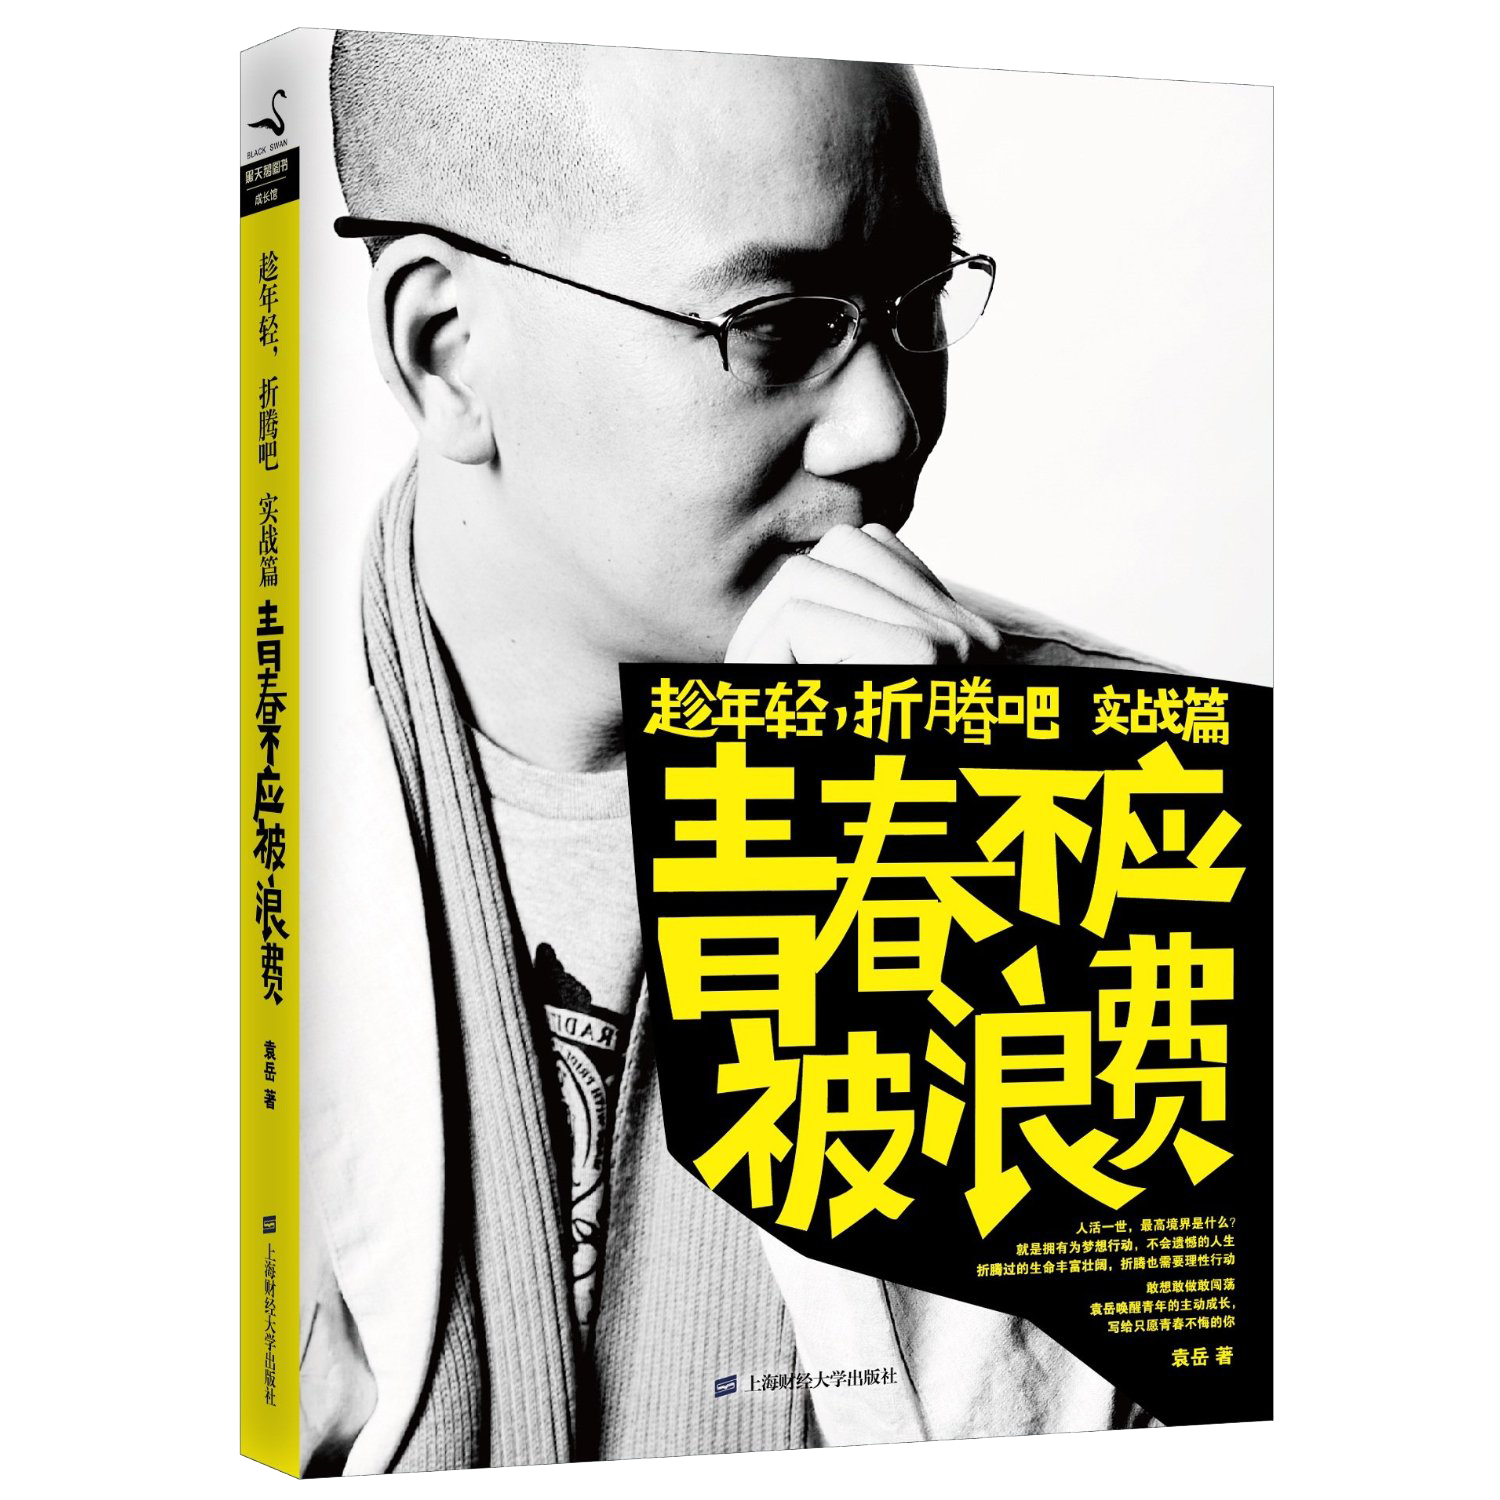 BLACK SWAN
黑天鹅图书
成长馆
趁年轻，折腾吧 实战篇 青春不应被浪费 袁岳 著
上海财经大学出版社
趁年轻，折腾吧 实战篇
青春不应
被浪费
人活一世，最高境界是什么？
就是拥有为梦想行动，不会遗憾的人生
折腾过的生命丰富壮阔，折腾也需要理性行动
敢想敢做敢闯荡
袁岳唤醒青年的主动成长，
写给只愿青春不悔的你
袁岳 著
上海财经大学出版社